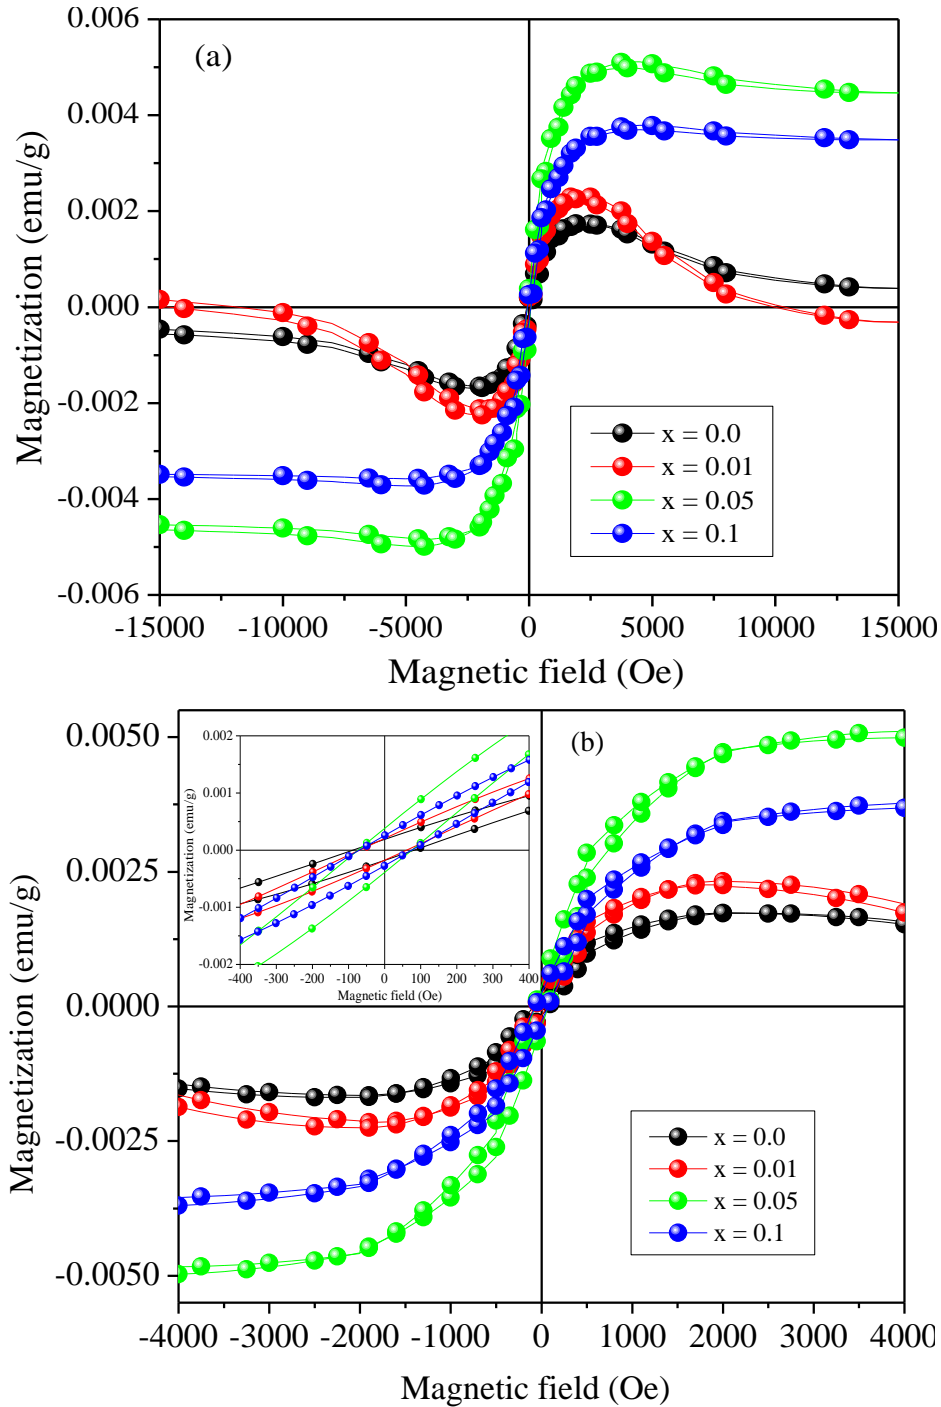 (a)
Magnetization (emu/g)
0.006
0.004
0.002
0.000
-0.002
-0.004
-0.006
-15000 -10000 -5000 0 5000 10000 15000
Magnetic field (Oe)
x = 0.0
x = 0.01
x = 0.05
x = 0.1
(b)
Magnetization (emu/g)
0.0050
0.0025
0.0000
-0.0025
-0.0050
-4000 -3000 -2000 -1000 0 1000 2000 3000 4000
Magnetic field (Oe)
Magnetization (emu/g)
0.002
0.001
0.000
-0.001
-0.002
-400 -300 -200 -100 0 100 200 300 400
Magnetic field (Oe)
x = 0.0
x = 0.01
x = 0.05
x = 0.1